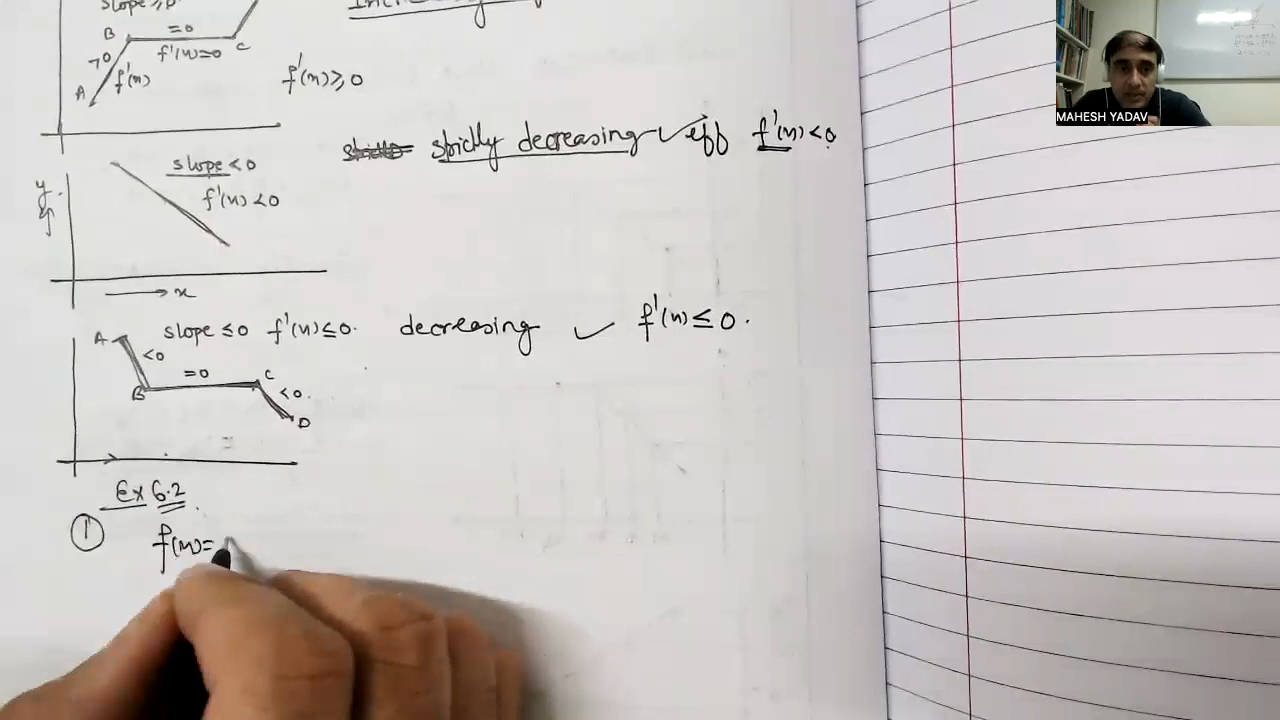 slope ≥ 0
Increasing
B =0 C
>0 f'(x)=0
A f'(x) f'(x) ≥ 0
strictly decreasing ✓ iff f'(x) < 0
slope < 0
y f'(x) < 0
→ x
A slope ≤ 0 f'(x) ≤ 0. decreasing ✓ f'(x) ≤ 0.
<0
=0 C
B <0.
D
Ex 6.2
① f(x) =
MAHESH YADAV